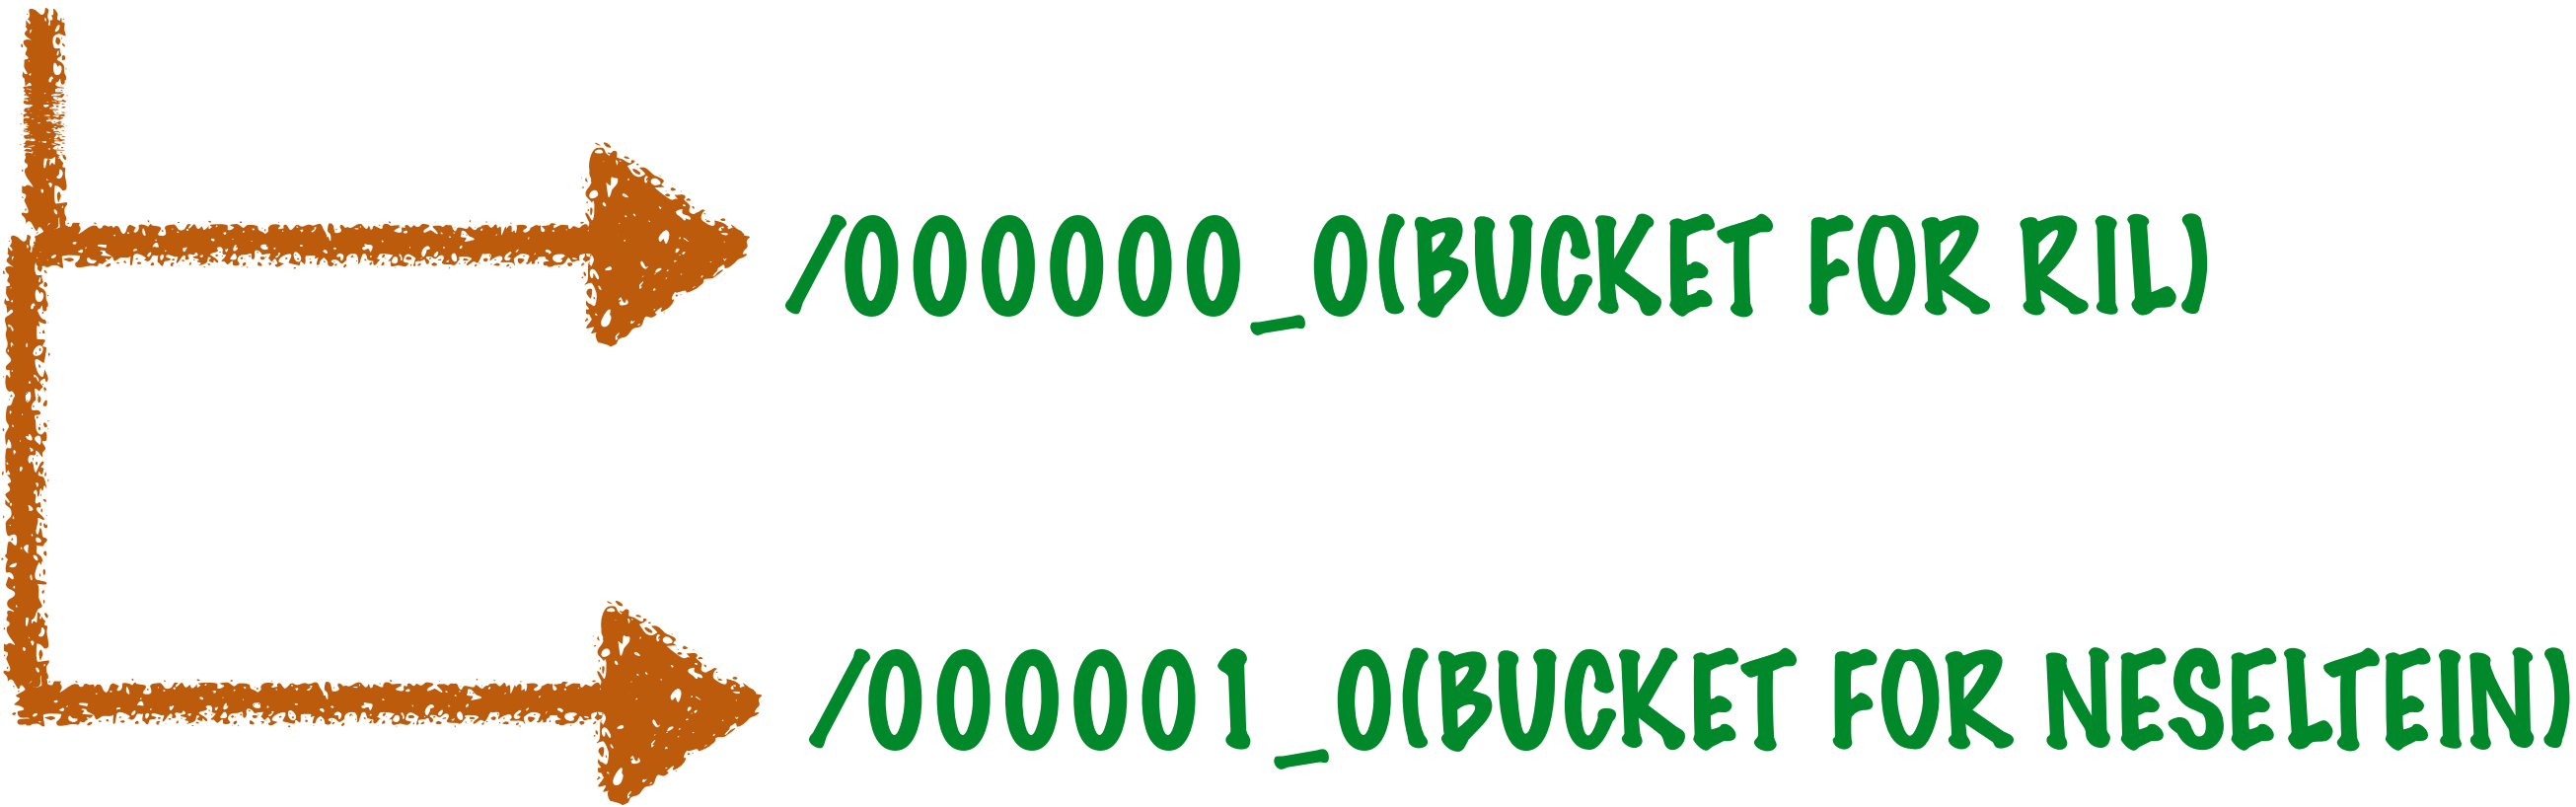 /000000_0(BUCKET FOR RIL)
/000001_0(BUCKET FOR NESELTEIN)